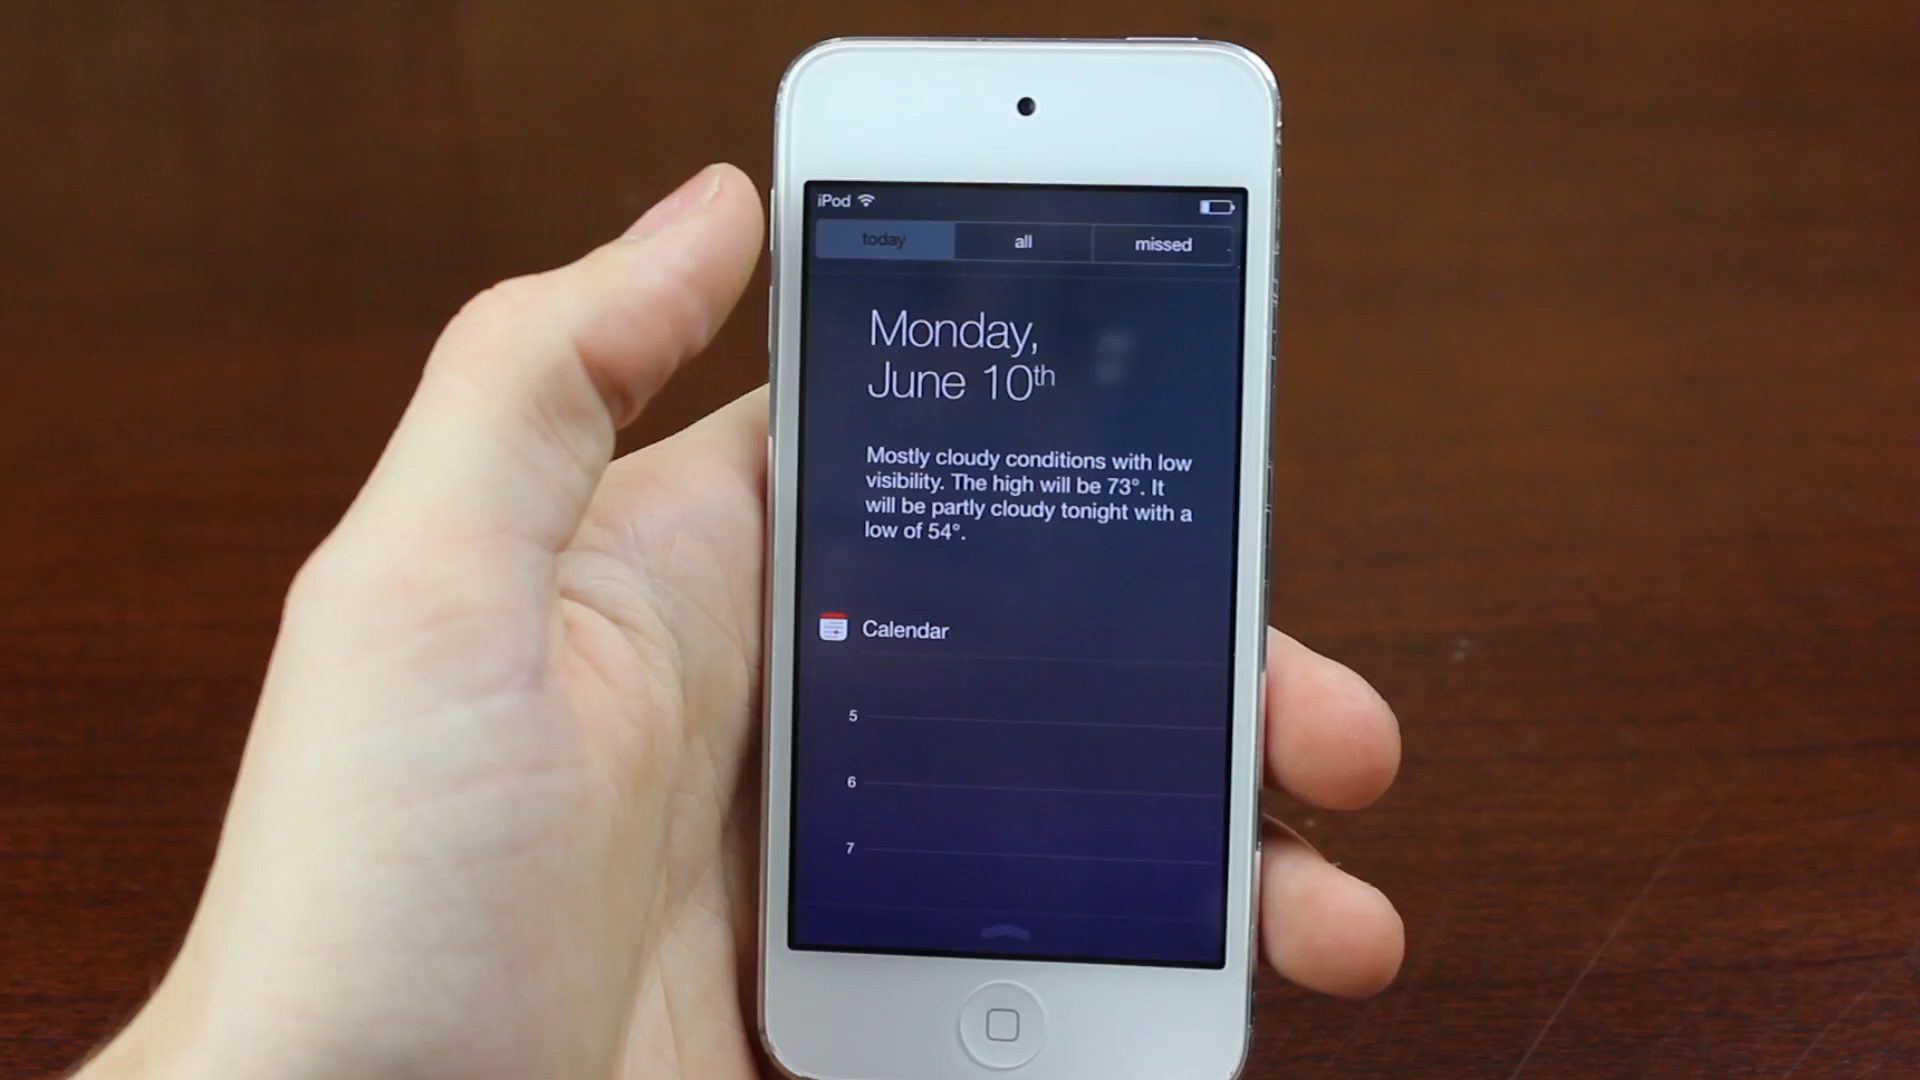 iPod
today all missed
Monday,
June 10th
Mostly cloudy conditions with low
visibility. The high will be 73°. It
will be partly cloudy tonight with a
low of 54°.
Calendar
5
6
7